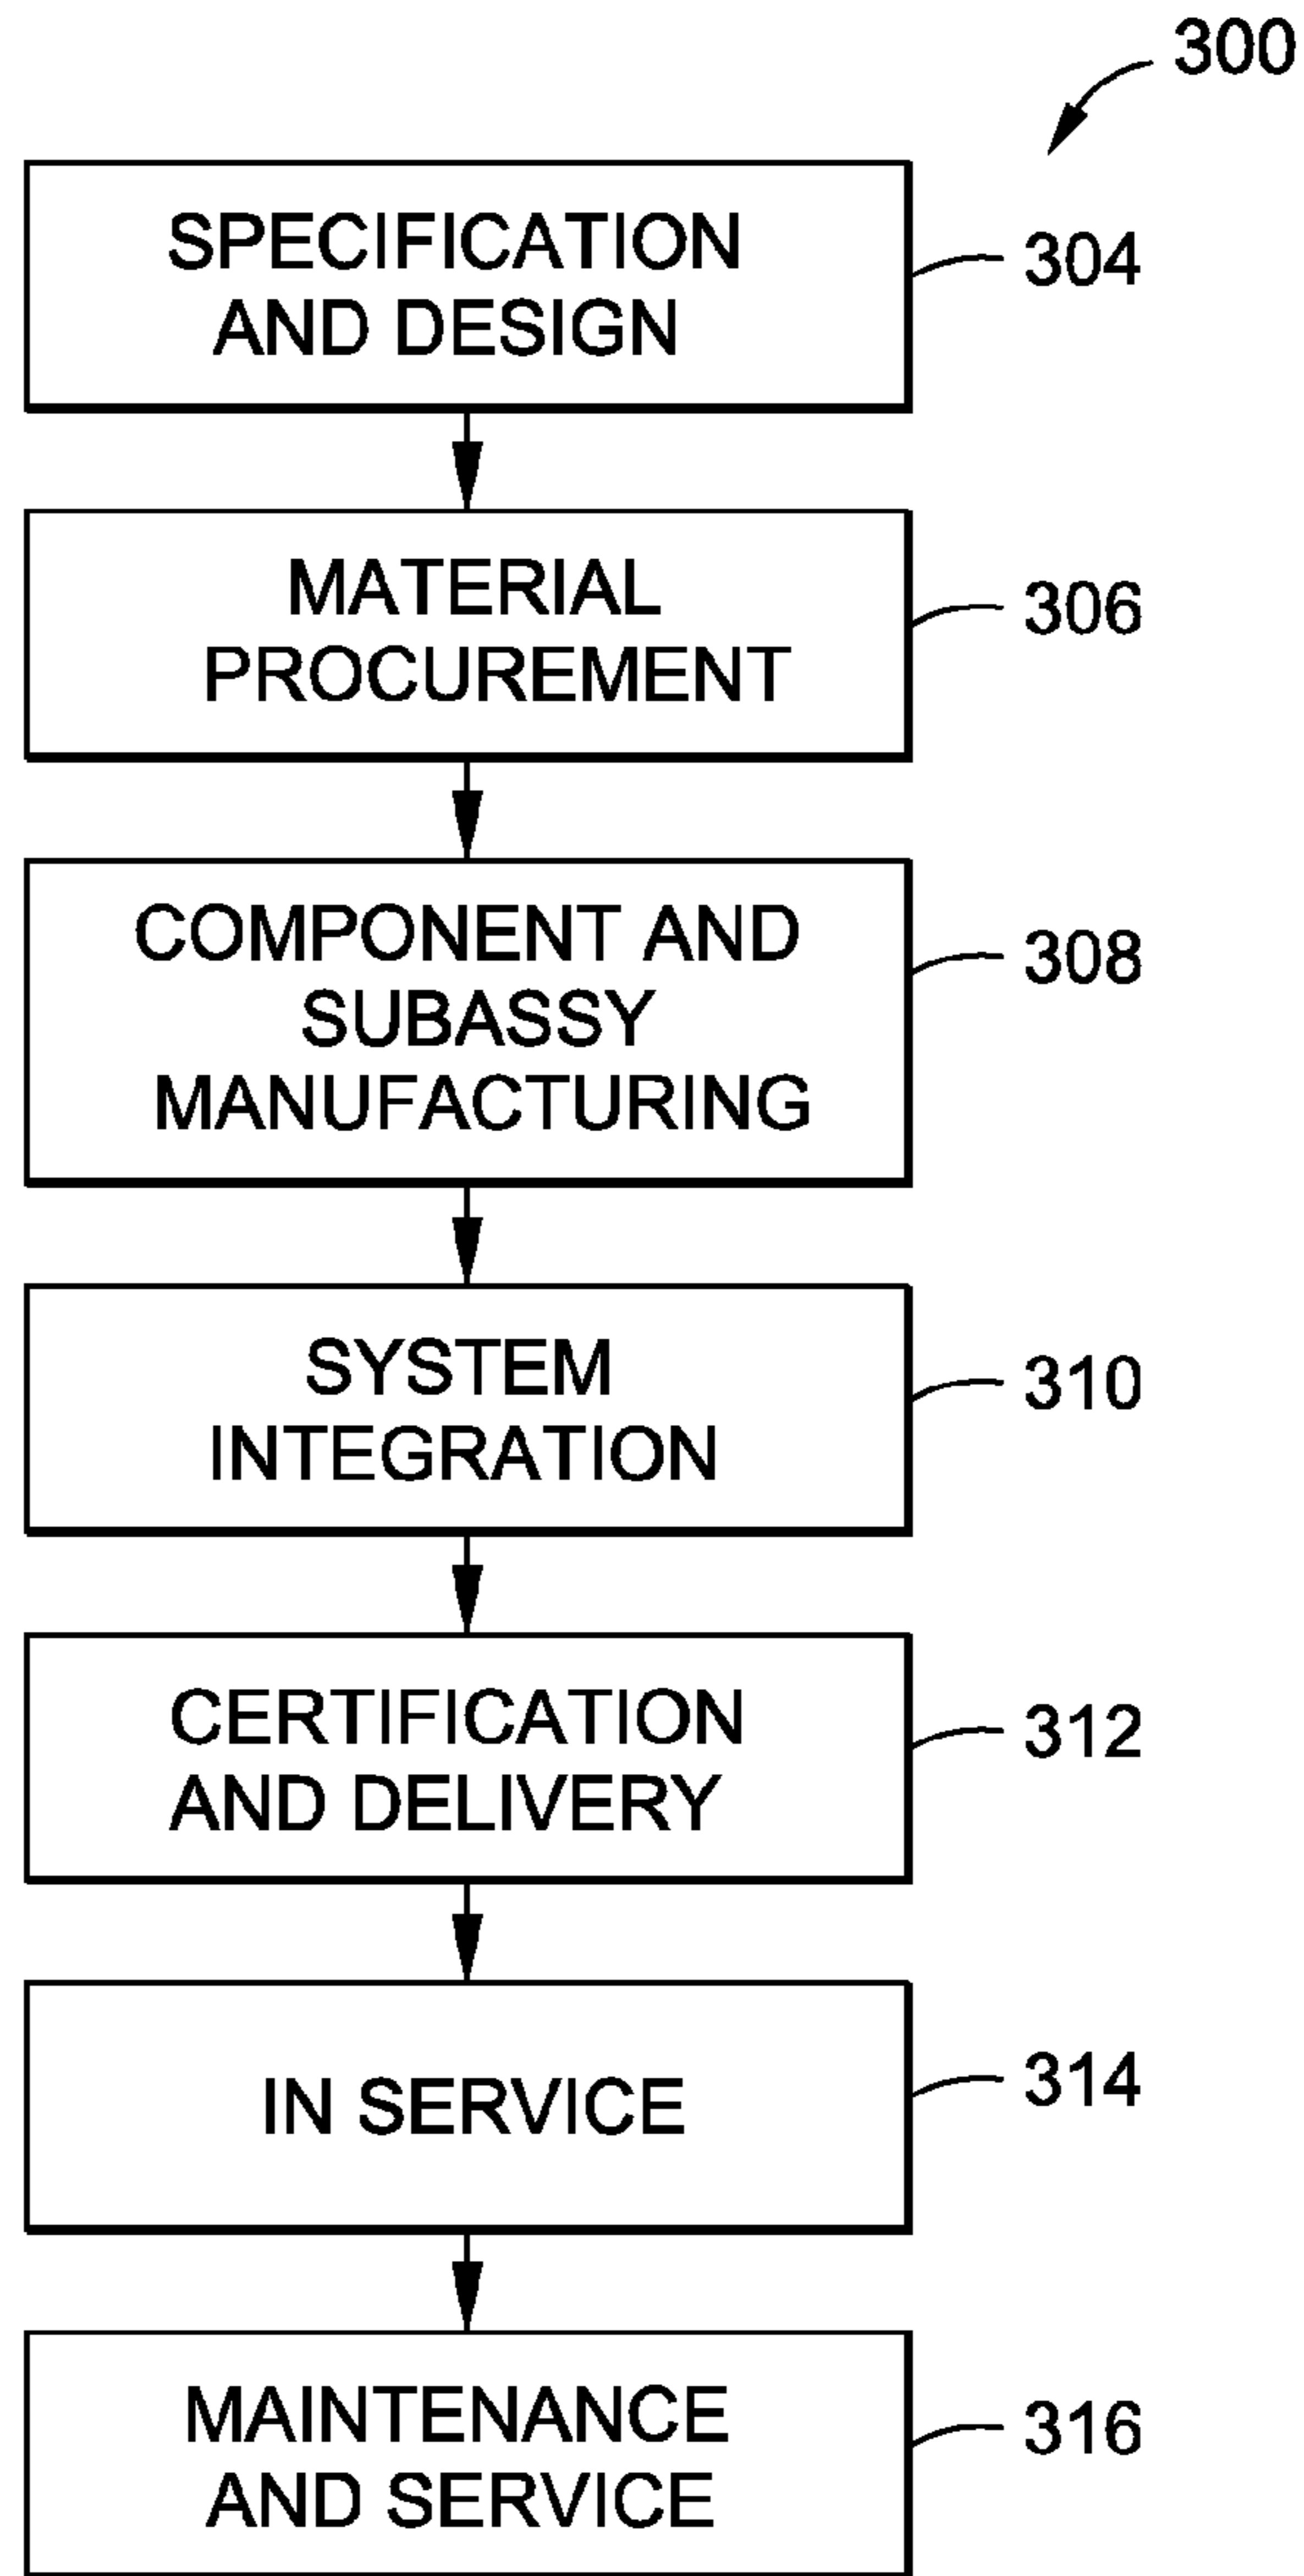 300
SPECIFICATION
AND DESIGN
304
MATERIAL
PROCUREMENT
306
COMPONENT AND
SUBASSY
MANUFACTURING
308
SYSTEM
INTEGRATION
310
CERTIFICATION
AND DELIVERY
312
IN SERVICE
314
MAINTENANCE
AND SERVICE
316